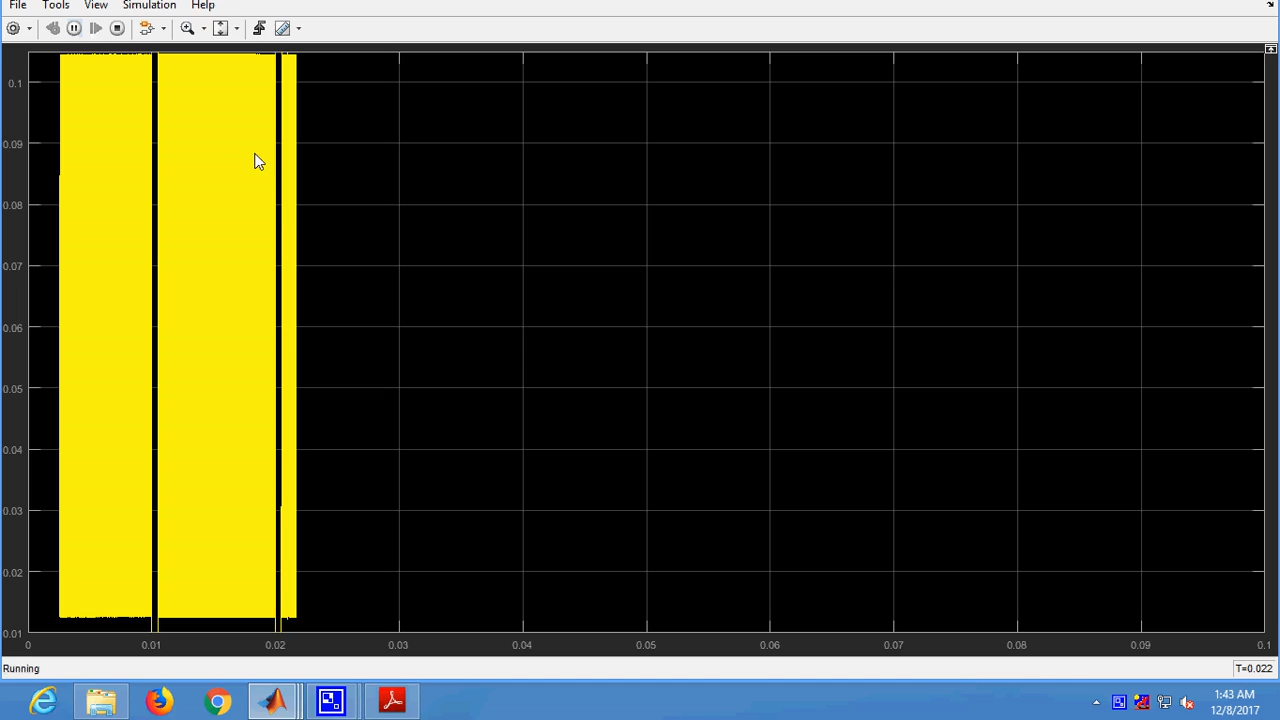 File Tools View Simulation Help
0.1
0.09
0.08
0.07
0.06
0.05
0.04
0.03
0.02
0.01
0 0.01 0.02 0.03 0.04 0.05 0.06 0.07 0.08 0.09 0.1
Running T=0.022
1:43 AM
12/8/2017